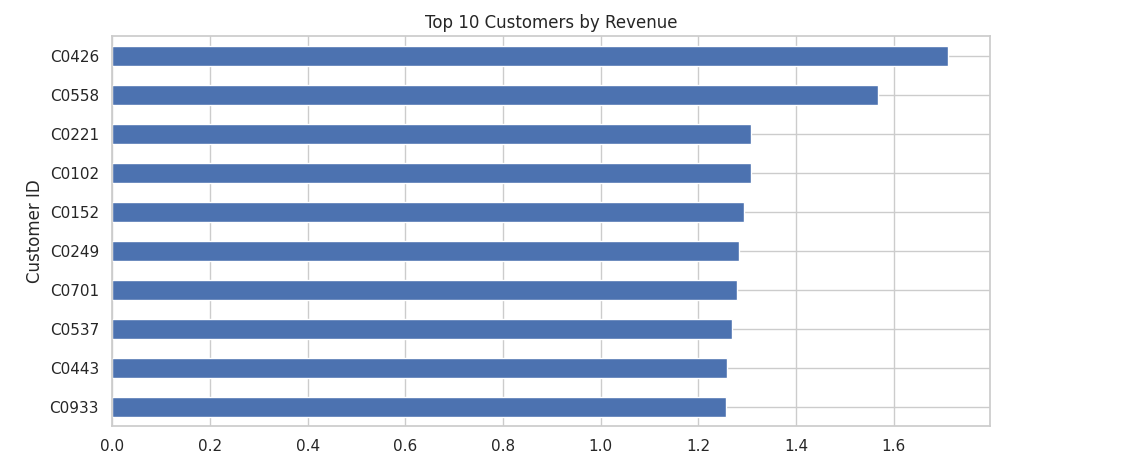 Top 10 Customers by Revenue
Customer ID
C0426
C0558
C0221
C0102
C0152
C0249
C0701
C0537
C0443
C0933
0.0 0.2 0.4 0.6 0.8 1.0 1.2 1.4 1.6